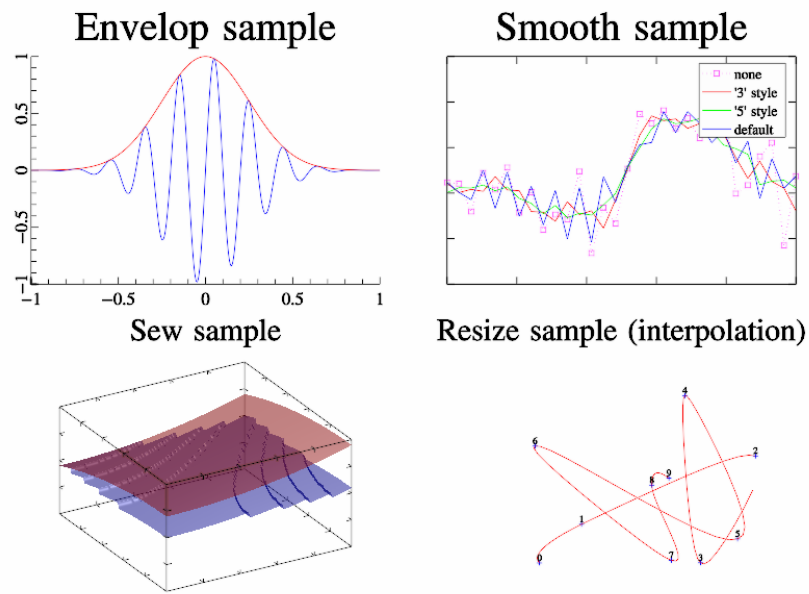 Envelop sample
Smooth sample
1
0.5
0
−0.5
−1
−1 −0.5 0 0.5 1
none
'3' style
'5' style
default
Sew sample
Resize sample (interpolation)
4
6
2
9
8
1
5
0
7
3